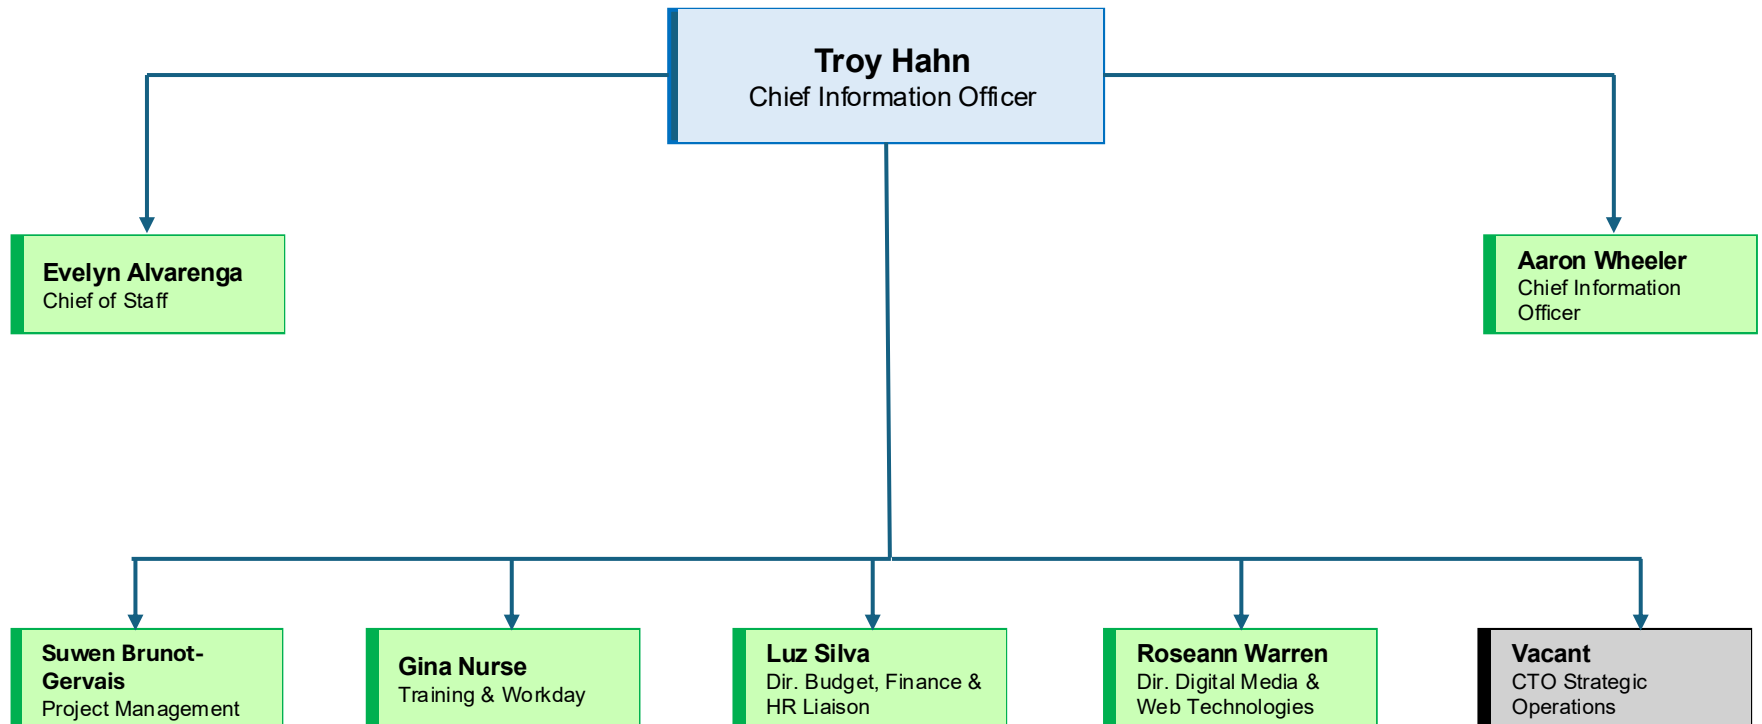 Troy Hahn
Chief Information Officer
Evelyn Alvarenga
Chief of Staff
Aaron Wheeler
Chief Information
Officer
Suwen Brunot-
Gervais
Project Management
Gina Nurse
Training & Workday
Luz Silva
Dir. Budget, Finance &
HR Liaison
Roseann Warren
Dir. Digital Media &
Web Technologies
Vacant
CTO Strategic
Operations